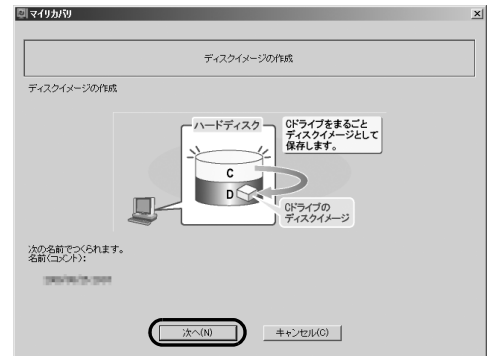 マイリカバリ
ディスクイメージの作成
ディスクイメージの作成
ハードディスク
Cドライブをまるごと
ディスクイメージとして
保存します。
C
D
Cドライブの
ディスクイメージ
次の名前でつくられます。
名前(コメント):
次へ(N)
キャンセル(C)